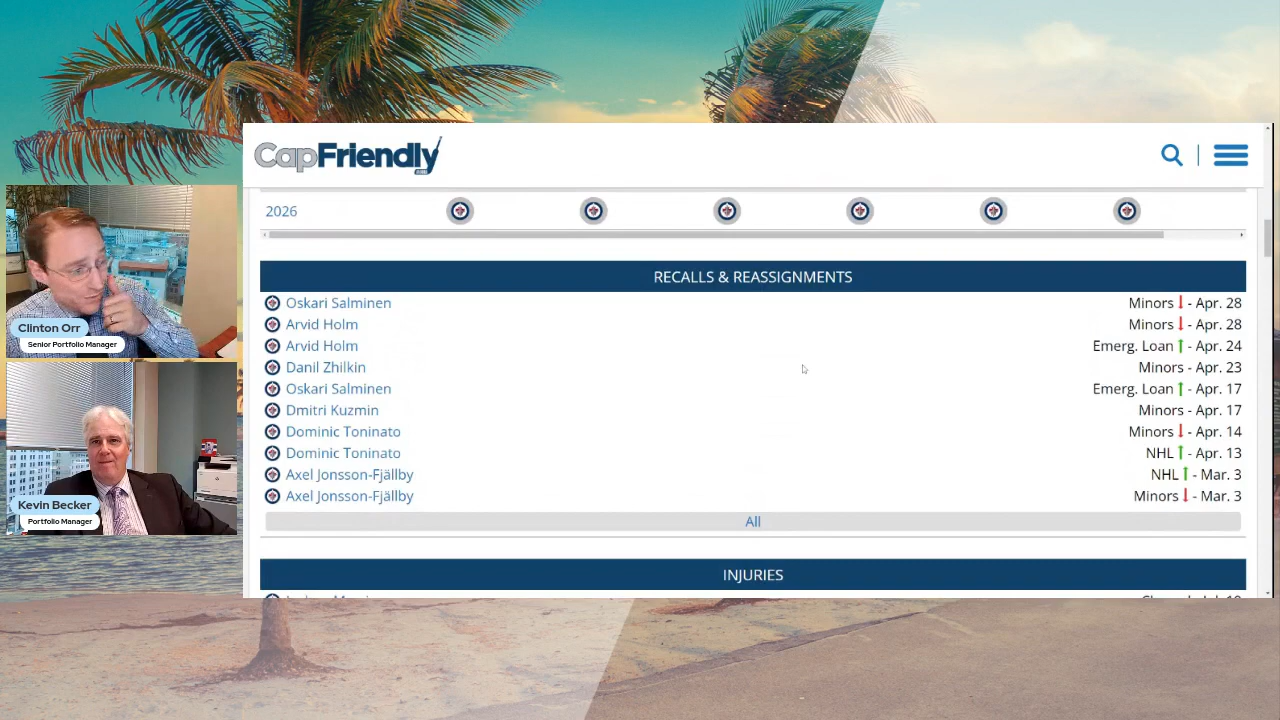 CapFriendly
.COM
2026
RECALLS & REASSIGNMENTS
Oskari Salminen Minors - Apr. 28
Arvid Holm Minors - Apr. 28
Arvid Holm Emerg. Loan - Apr. 24
Danil Zhilkin Minors - Apr. 23
Oskari Salminen Emerg. Loan - Apr. 17
Dmitri Kuzmin Minors - Apr. 17
Dominic Toninato Minors - Apr. 14
Dominic Toninato NHL - Apr. 13
Axel Jonsson-Fjällby NHL - Mar. 3
Axel Jonsson-Fjällby Minors - Mar. 3
All
INJURIES
Clinton Orr
Senior Portfolio Manager
Kevin Becker
Portfolio Manager